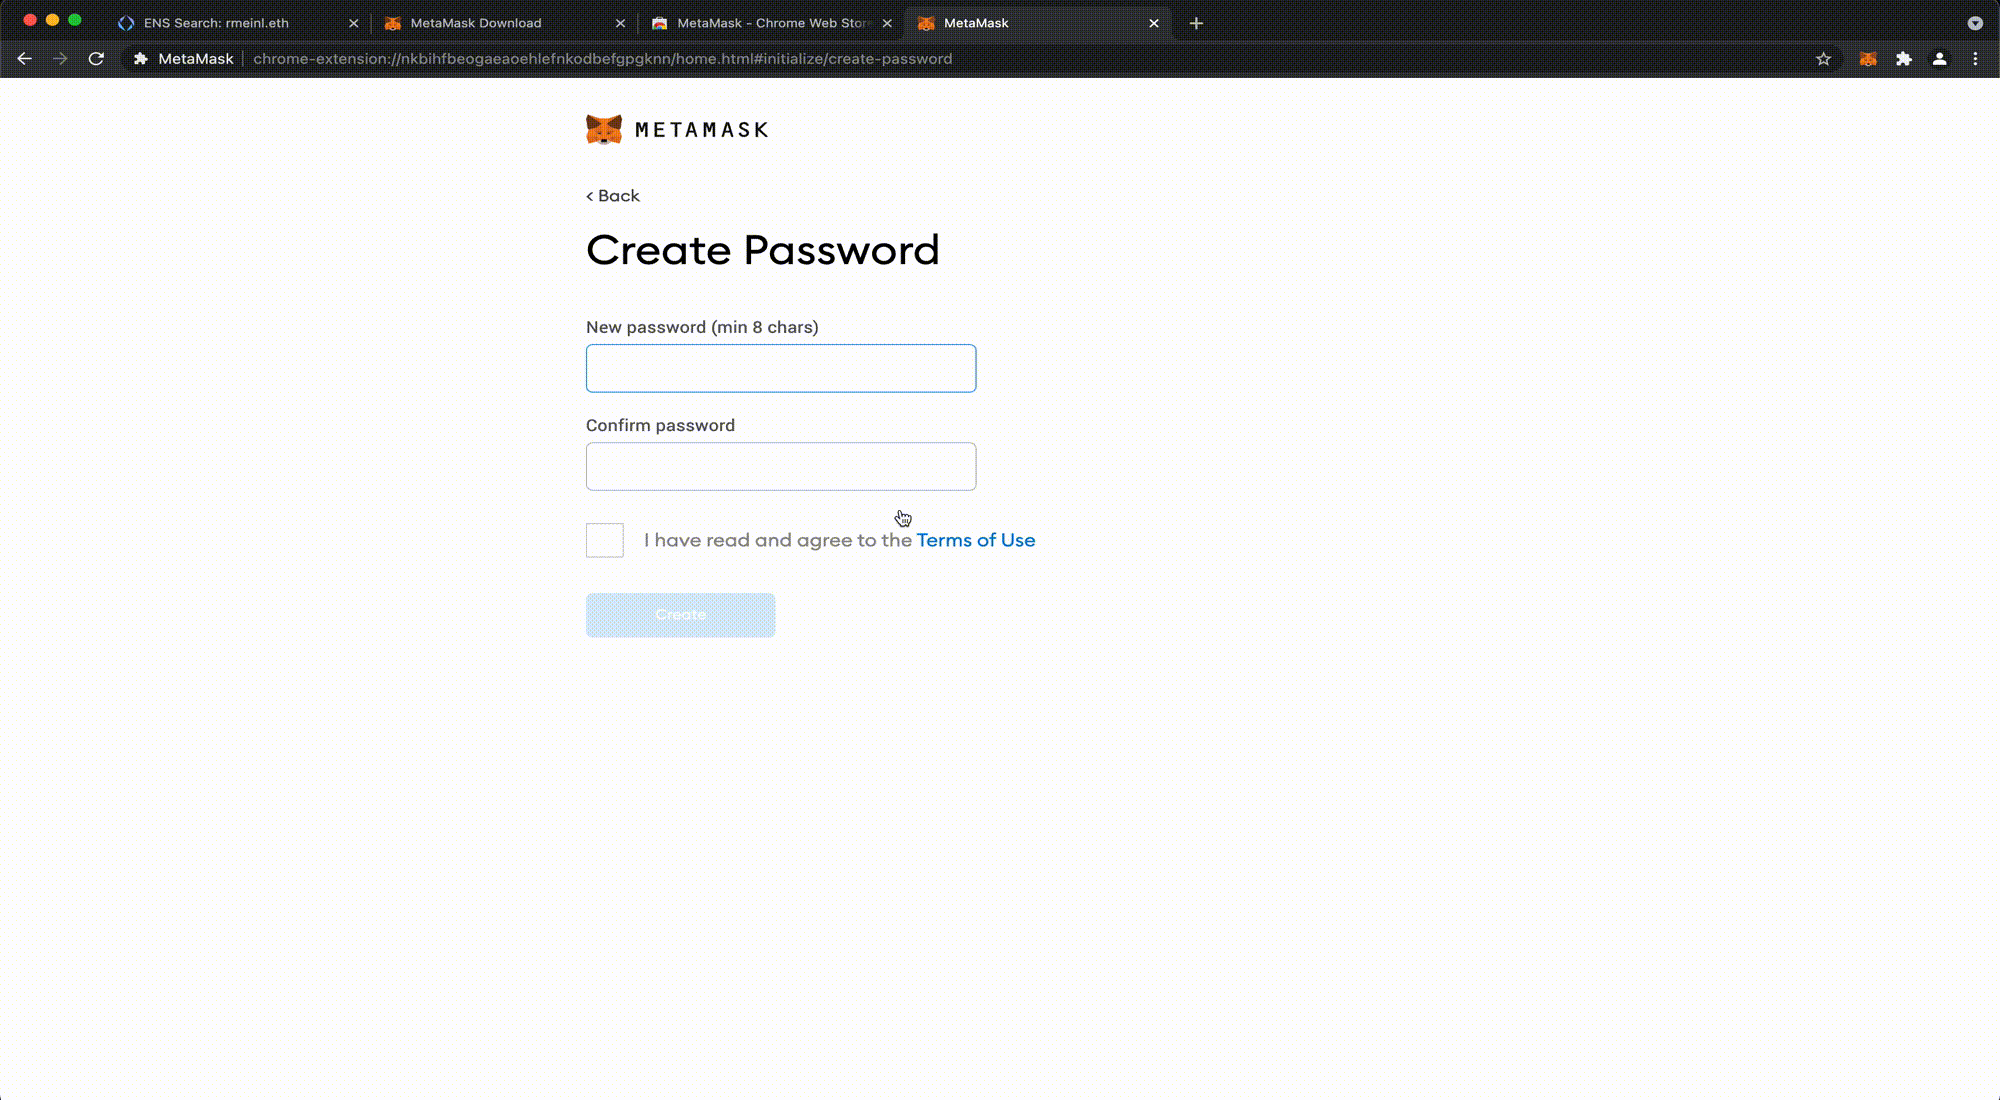 ENS Search: rmeinl.eth
MetaMask Download
MetaMask - Chrome Web Store
MetaMask
MetaMask
chrome-extension://nkbihfbeogaeaoehlefnkodbefgpgknn/home.html#initialize/create-password
METAMASK
< Back
Create Password
New password (min 8 chars)
Confirm password
I have read and agree to the Terms of Use
Create